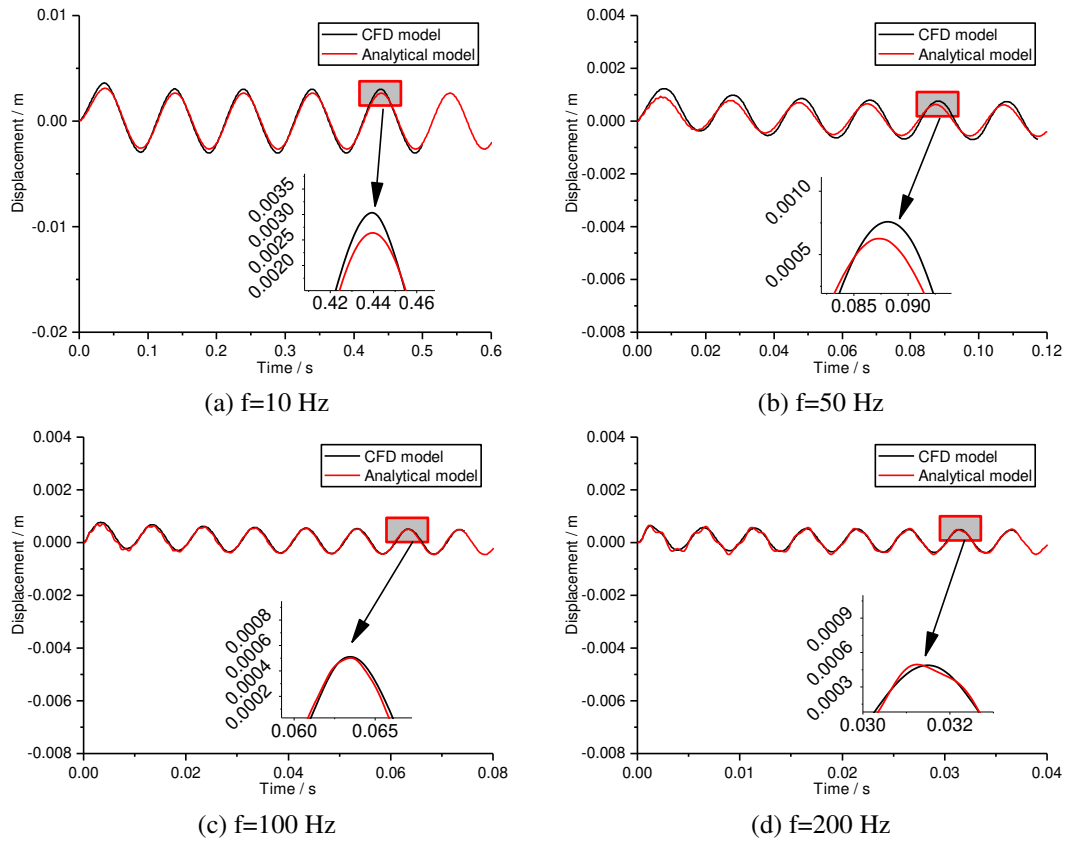 0.01
0.00
-0.01
-0.02
Displacement / m
CFD model
Analytical model
0.0035
0.0030
0.0025
0.0020
0.42 0.44 0.46
0.0 0.1 0.2 0.3 0.4 0.5 0.6
Time / s
(a) f=10 Hz
0.004
0.002
0.000
-0.002
-0.004
-0.006
-0.008
Displacement / m
CFD model
Analytical model
0.0010
0.0005
0.085 0.090
0.00 0.02 0.04 0.06 0.08 0.10 0.12
Time / s
(b) f=50 Hz
0.004
0.002
0.000
-0.002
-0.004
-0.006
-0.008
Displacement / m
CFD model
Analytical model
0.0008
0.0006
0.0004
0.0002
0.060 0.065
0.00 0.02 0.04 0.06 0.08
Time / s
(c) f=100 Hz
0.004
0.002
0.000
-0.002
-0.004
-0.006
-0.008
Displacement / m
CFD model
Analytical model
0.0009
0.0006
0.0003
0.030 0.032
0.00 0.01 0.02 0.03 0.04
Time / s
(d) f=200 Hz